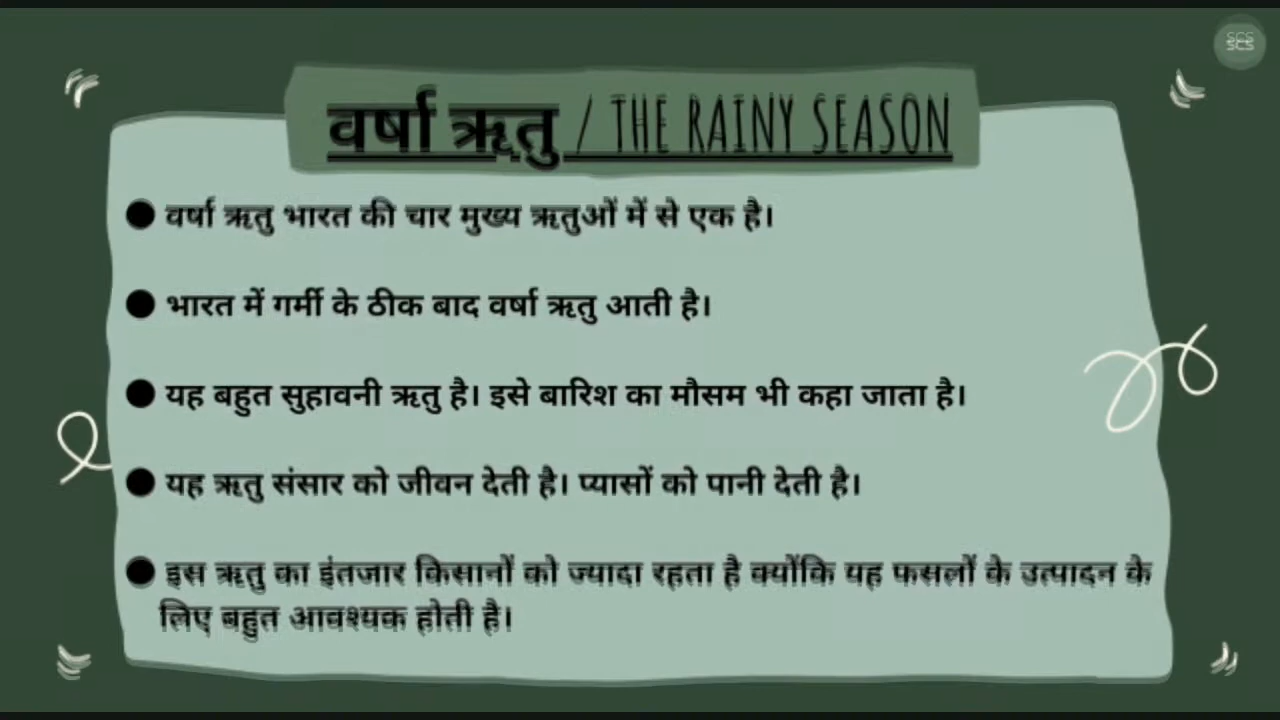 SCS
वर्षा ऋतु / THE RAINY SEASON
● वर्षा ऋतु भारत की चार मुख्य ऋतुओं में से एक है।
● भारत में गर्मी के ठीक बाद वर्षा ऋतु आती है।
● यह बहुत सुहावनी ऋतु है। इसे बारिश का मौसम भी कहा जाता है।
● यह ऋतु संसार को जीवन देती है। प्यासों को पानी देती है।
● इस ऋतु का इंतजार किसानों को ज्यादा रहता है क्योंकि यह फसलों के उत्पादन के
लिए बहुत आवश्यक होती है।